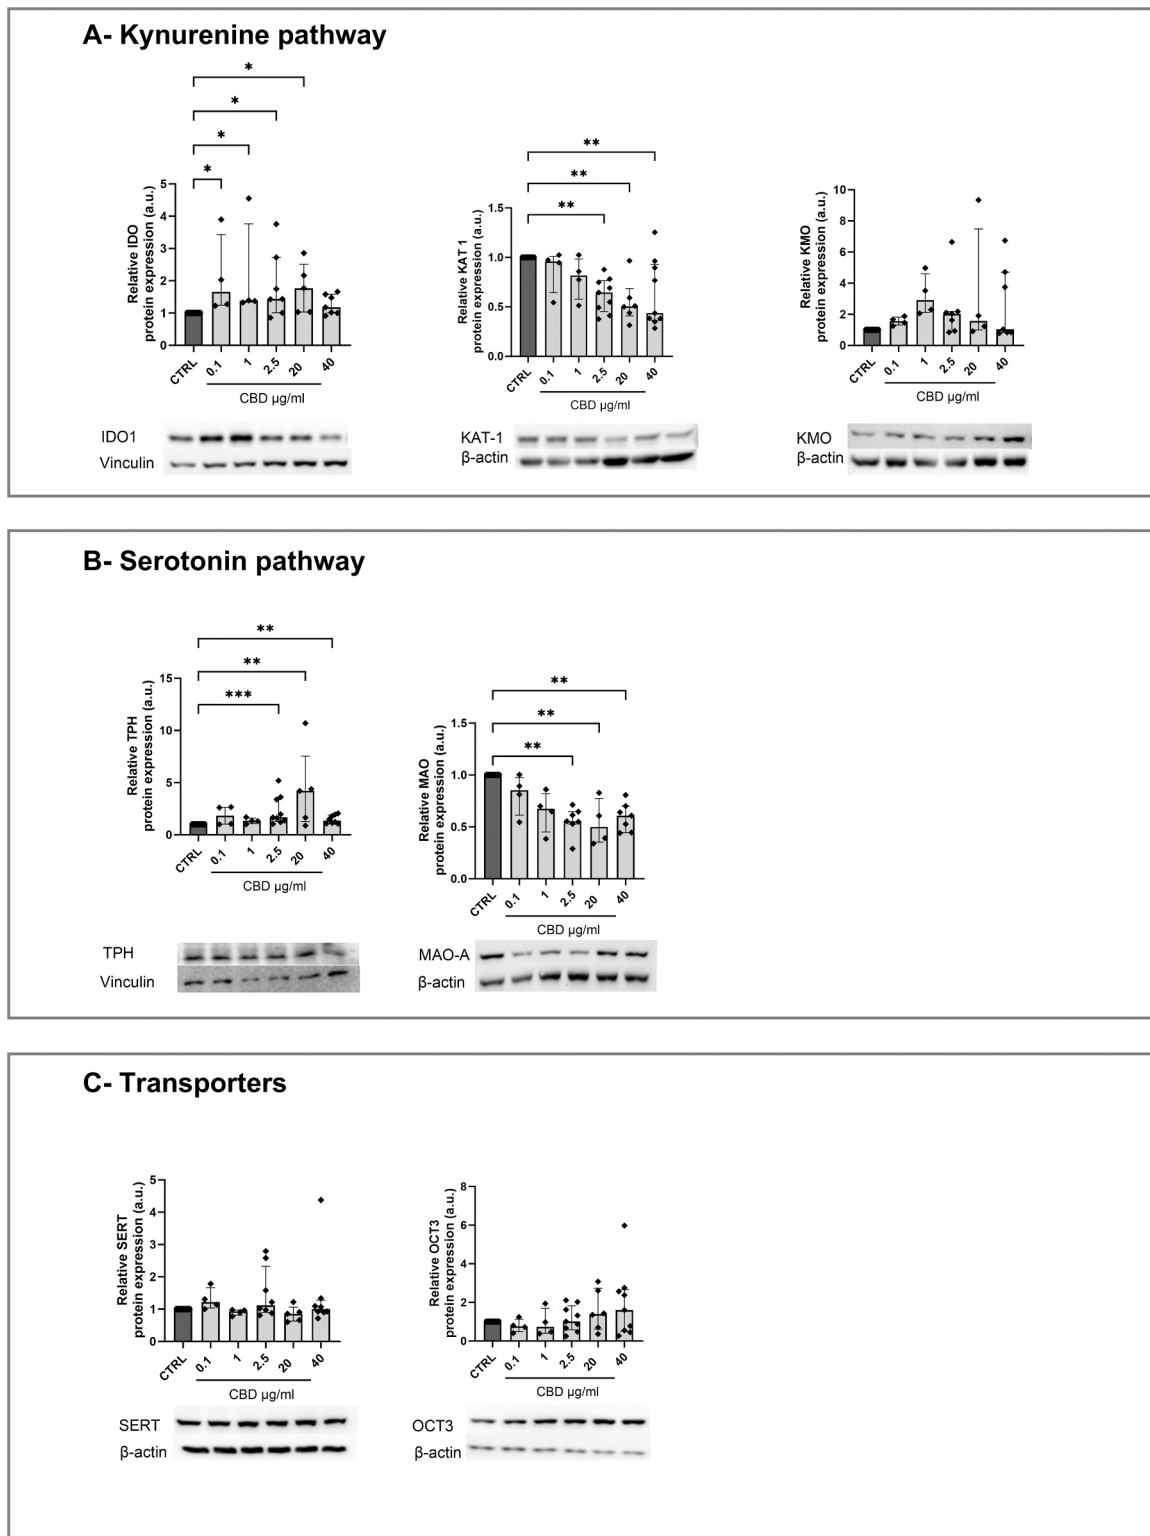 A- Kynurenine pathway
*
*
*
*
Relative IDO
protein expression (a.u.)
5
4
3
2
1
0
CTRL
0.1
1
2.5
20
40
CBD µg/ml
IDO1
Vinculin
**
**
**
Relative KAT 1
protein expression (a.u.)
1.5
1.0
0.5
0.0
CTRL
0.1
1
2.5
20
40
CBD µg/ml
KAT-1
β-actin
Relative KMO
protein expression (a.u.)
10
8
6
4
2
0
CTRL
0.1
1
2.5
20
40
CBD µg/ml
KMO
β-actin
B- Serotonin pathway
**
**
***
Relative TPH
protein expression (a.u.)
15
10
5
0
CTRL
0.1
1
2.5
20
40
CBD µg/ml
TPH
Vinculin
**
**
**
Relative MAO
protein expression (a.u.)
1.5
1.0
0.5
0.0
CTRL
0.1
1
2.5
20
40
CBD µg/ml
MAO-A
β-actin
C- Transporters
Relative SERT
protein expression (a.u.)
5
4
3
2
1
0
CTRL
0.1
1
2.5
20
40
CBD µg/ml
SERT
β-actin
Relative OCT3
protein expression (a.u.)
8
6
4
2
0
CTRL
0.1
1
2.5
20
40
CBD µg/ml
OCT3
β-actin